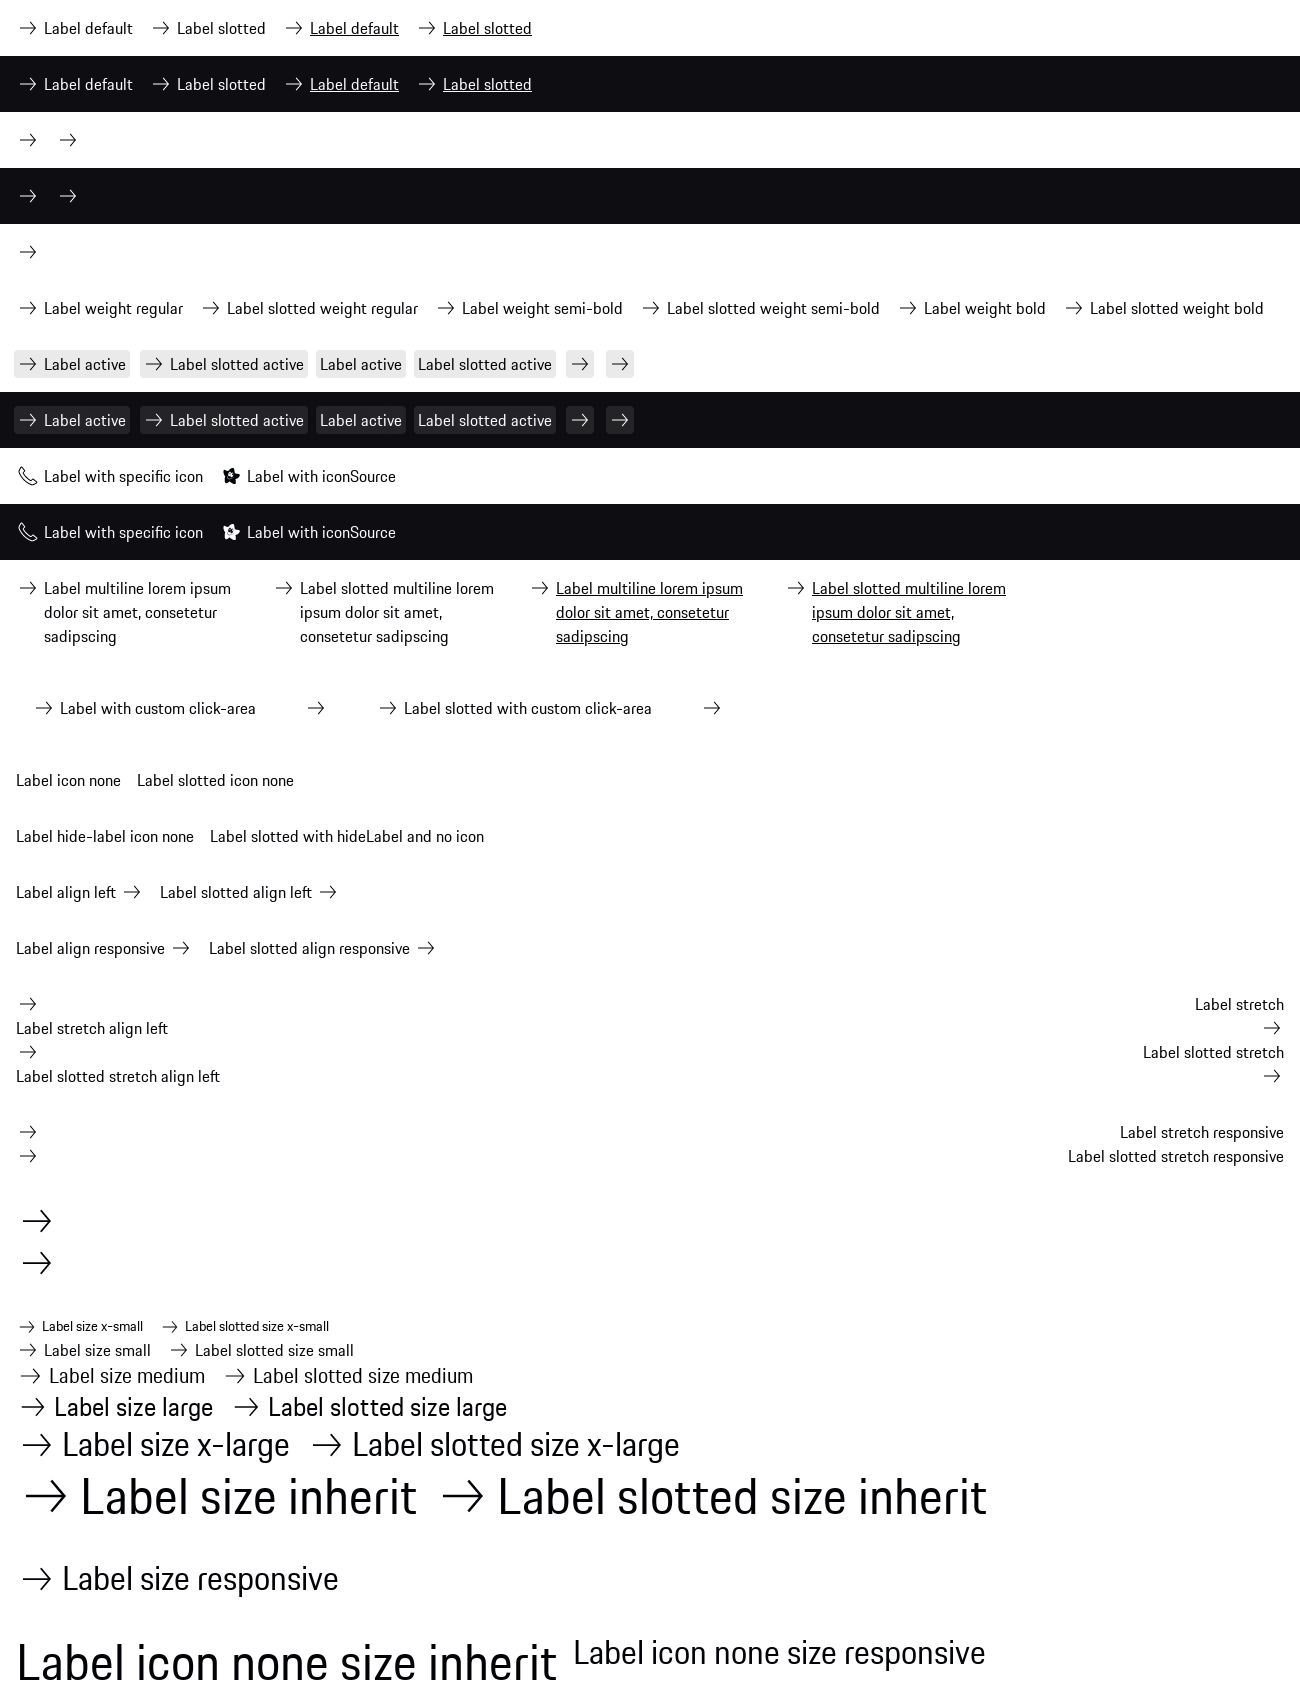 Label default Label slotted Label default Label slotted
Label default Label slotted Label default Label slotted
Label weight regular Label slotted weight regular Label weight semi-bold Label slotted weight semi-bold Label weight bold Label slotted weight bold
Label active Label slotted active Label active Label slotted active
Label active Label slotted active Label active Label slotted active
Label with specific icon Label with iconSource
Label with specific icon Label with iconSource
Label multiline lorem ipsum
dolor sit amet, consetetur
sadipscing
Label slotted multiline lorem
ipsum dolor sit amet,
consetetur sadipscing
Label multiline lorem ipsum
dolor sit amet, consetetur
sadipscing
Label slotted multiline lorem
ipsum dolor sit amet,
consetetur sadipscing
Label with custom click-area Label slotted with custom click-area
Label icon none Label slotted icon none
Label hide-label icon none Label slotted with hideLabel and no icon
Label align left Label slotted align left
Label align responsive Label slotted align responsive
Label stretch
Label stretch align left
Label slotted stretch
Label slotted stretch align left
Label stretch responsive
Label slotted stretch responsive
Label size x-small Label slotted size x-small
Label size small Label slotted size small
Label size medium Label slotted size medium
Label size large Label slotted size large
Label size x-large Label slotted size x-large
Label size inherit Label slotted size inherit
Label size responsive
Label icon none size inherit Label icon none size responsive